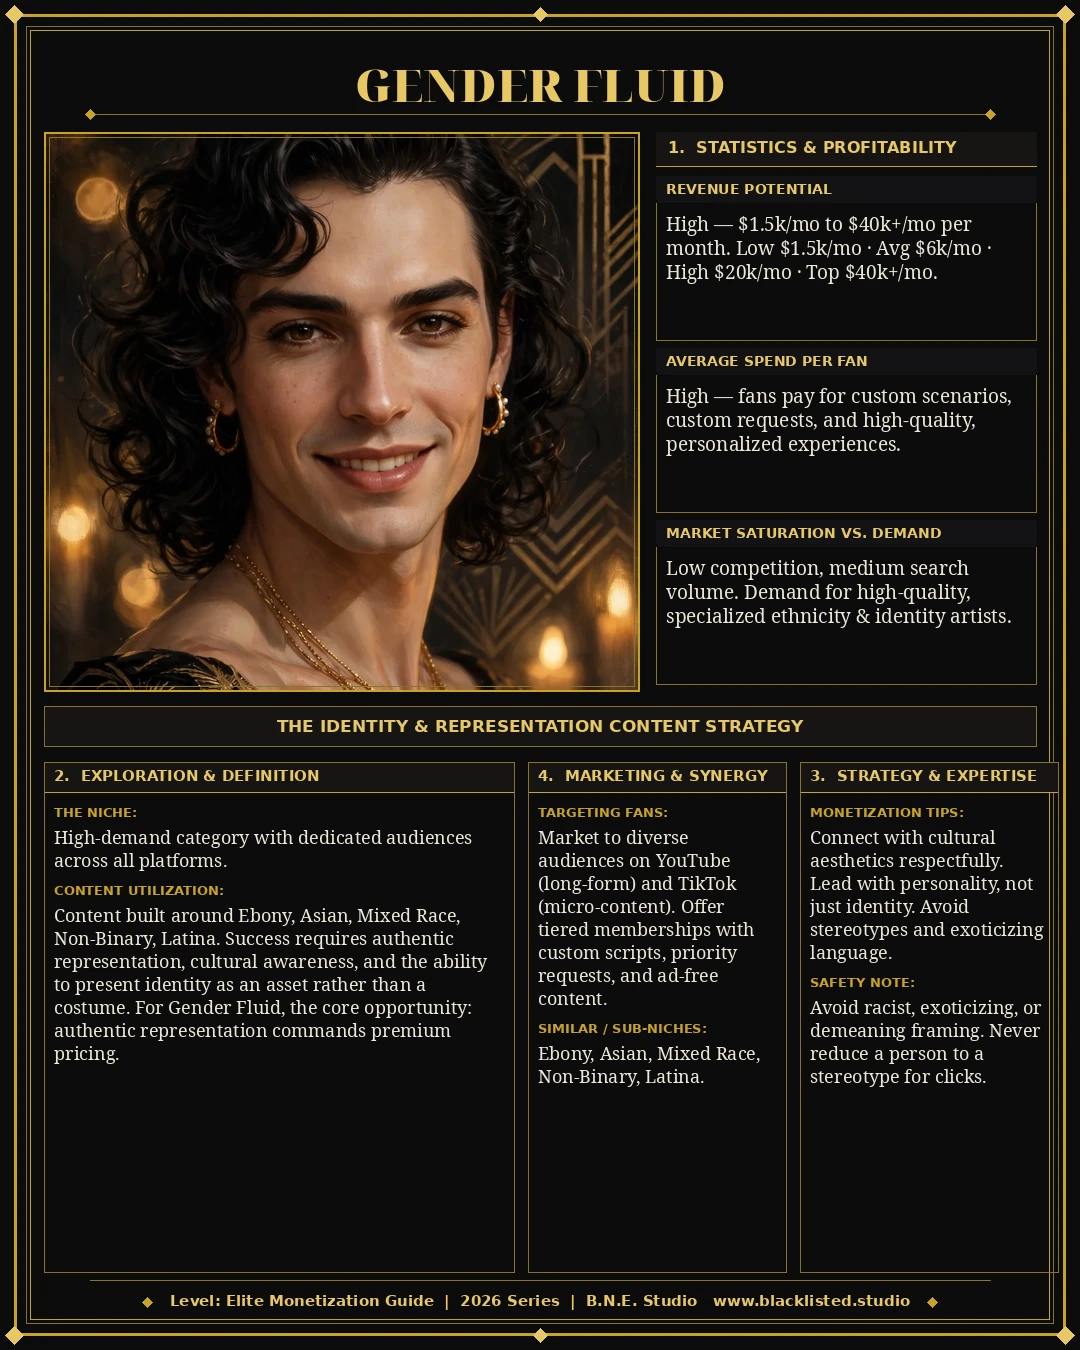 GENDER FLUID
1. STATISTICS & PROFITABILITY
REVENUE POTENTIAL
High — $1.5k/mo to $40k+/mo per
month. Low $1.5k/mo · Avg $6k/mo ·
High $20k/mo · Top $40k+/mo.
AVERAGE SPEND PER FAN
High — fans pay for custom scenarios,
custom requests, and high-quality,
personalized experiences.
MARKET SATURATION VS. DEMAND
Low competition, medium search
volume. Demand for high-quality,
specialized ethnicity & identity artists.
THE IDENTITY & REPRESENTATION CONTENT STRATEGY
2. EXPLORATION & DEFINITION
THE NICHE:
High-demand category with dedicated audiences
across all platforms.
CONTENT UTILIZATION:
Content built around Ebony, Asian, Mixed Race,
Non-Binary, Latina. Success requires authentic
representation, cultural awareness, and the ability
to present identity as an asset rather than a
costume. For Gender Fluid, the core opportunity:
authentic representation commands premium
pricing.
4. MARKETING & SYNERGY
TARGETING FANS:
Market to diverse
audiences on YouTube
(long-form) and TikTok
(micro-content). Offer
tiered memberships with
custom scripts, priority
requests, and ad-free
content.
SIMILAR / SUB-NICHES:
Ebony, Asian, Mixed Race,
Non-Binary, Latina.
3. STRATEGY & EXPERTISE
MONETIZATION TIPS:
Connect with cultural
aesthetics respectfully.
Lead with personality, not
just identity. Avoid
stereotypes and exoticizing
language.
SAFETY NOTE:
Avoid racist, exoticizing, or
demeaning framing. Never
reduce a person to a
stereotype for clicks.
Level: Elite Monetization Guide | 2026 Series | B.N.E. Studio www.blacklisted.studio